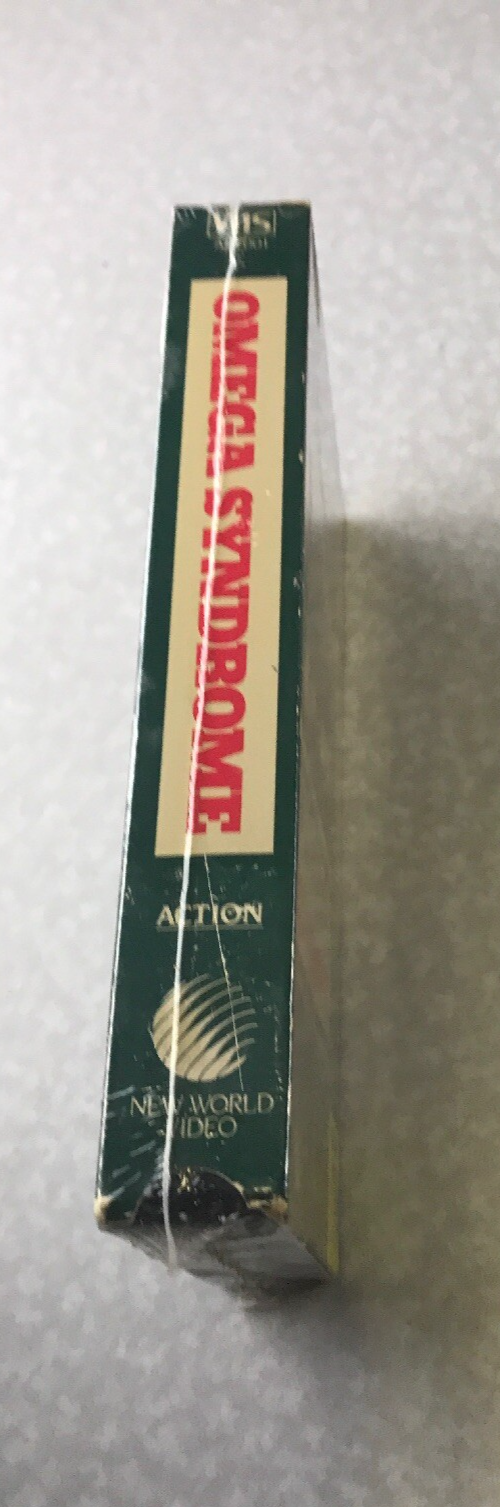 VHS
OMEGA SYNDROME
ACTION
NEW WORLD
VIDEO